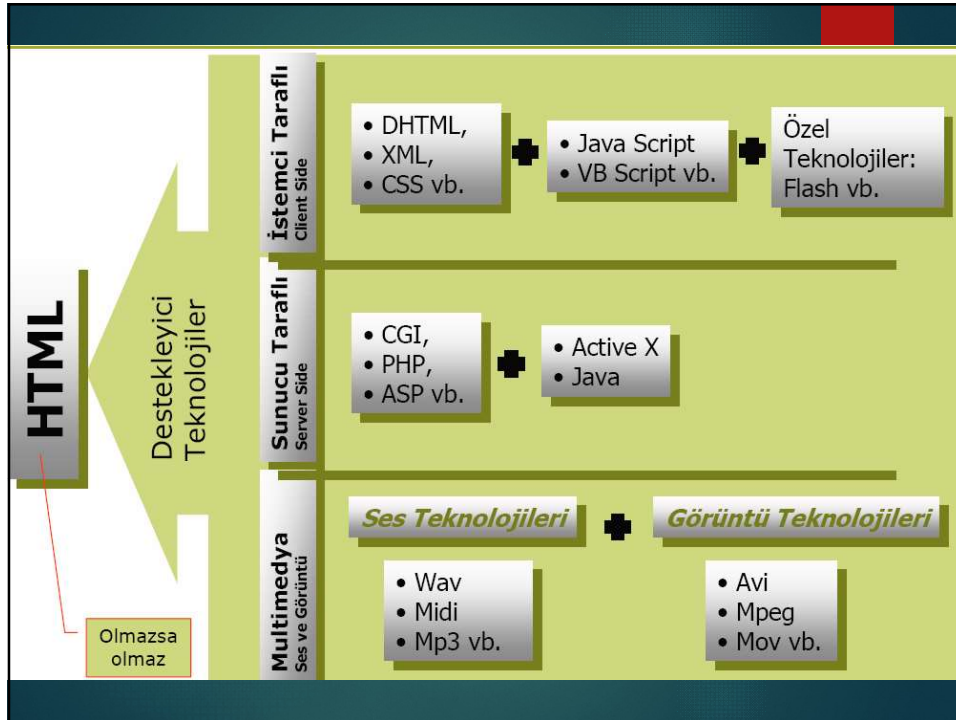 HTML
Olmazsa
olmaz
Destekleyici
Teknolojiler
İstemci Taraflı
Client Side
• DHTML,
• XML,
• CSS vb.
• Java Script
• VB Script vb.
Özel
Teknolojiler:
Flash vb.
Sunucu Taraflı
Server Side
• CGI,
• PHP,
• ASP vb.
• Active X
• Java
Multimedya
Ses ve Görüntü
Ses Teknolojileri
• Wav
• Midi
• Mp3 vb.
Görüntü Teknolojileri
• Avi
• Mpeg
• Mov vb.